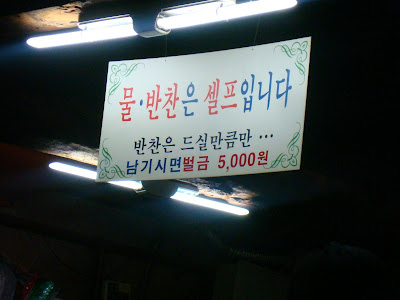 물·반찬은 셀프입니다
반찬은 드실만큼만 ···
남기시면벌금 5,000원